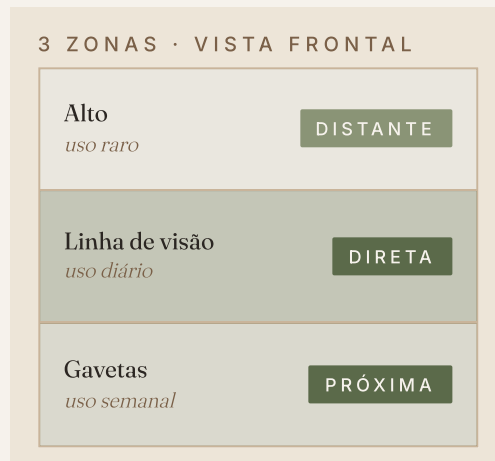 3 ZONAS · VISTA FRONTAL
Alto
uso raro
DISTANTE
Linha de visão
uso diário
DIRETA
Gavetas
uso semanal
PRÓXIMA